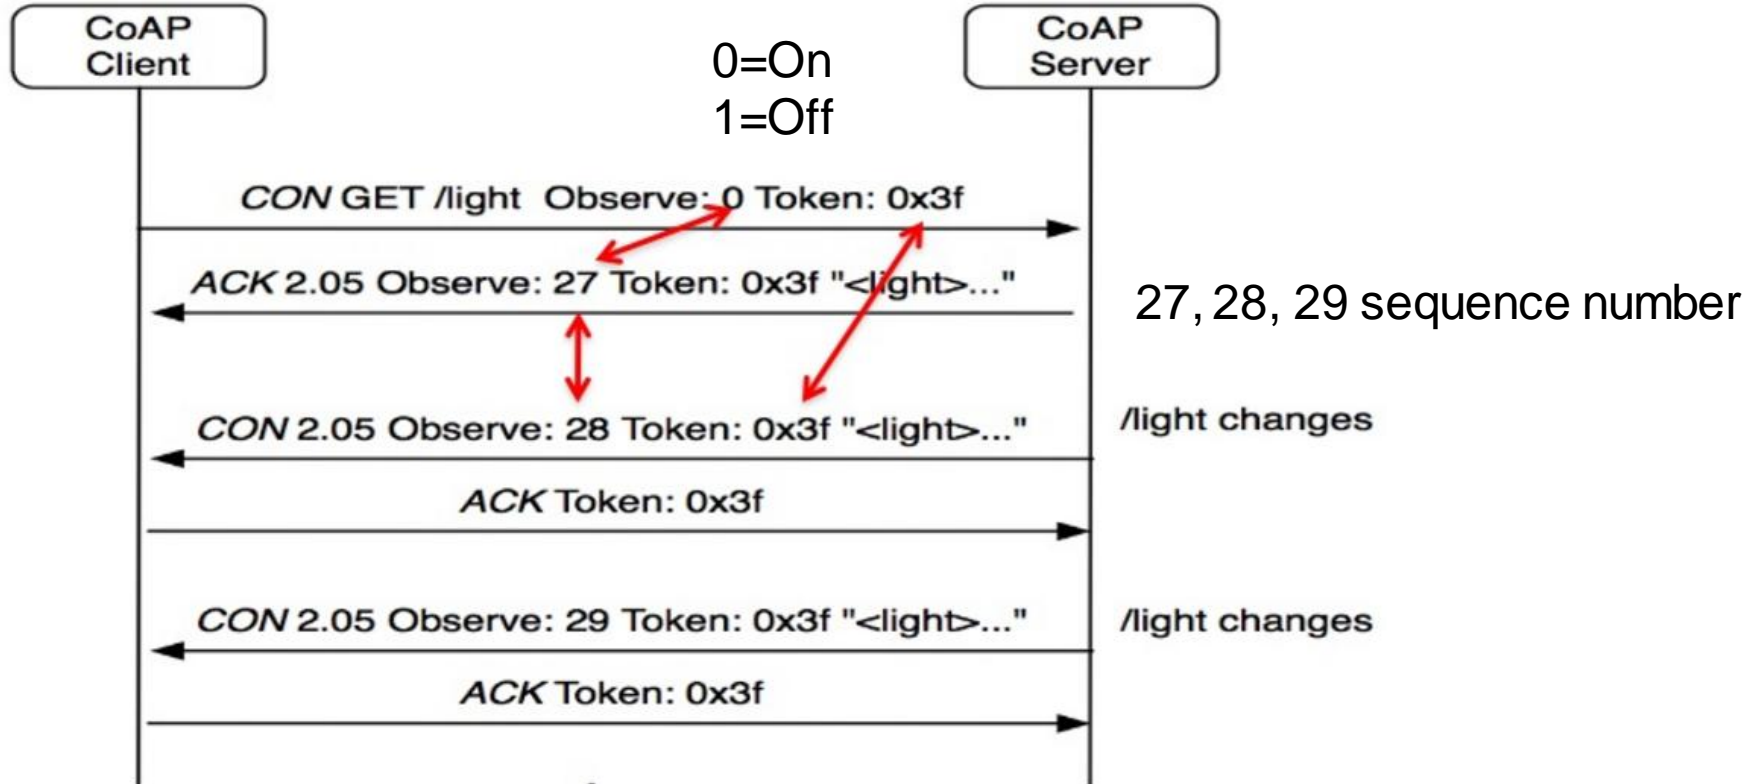 CoAP
Client
0=On
1=Off
CoAP
Server
CON GET /light Observe: 0 Token: 0x3f
ACK 2.05 Observe: 27 Token: 0x3f "<light>..."
27, 28, 29 sequence number
CON 2.05 Observe: 28 Token: 0x3f "<light>..."
/light changes
ACK Token: 0x3f
CON 2.05 Observe: 29 Token: 0x3f "<light>..."
/light changes
ACK Token: 0x3f